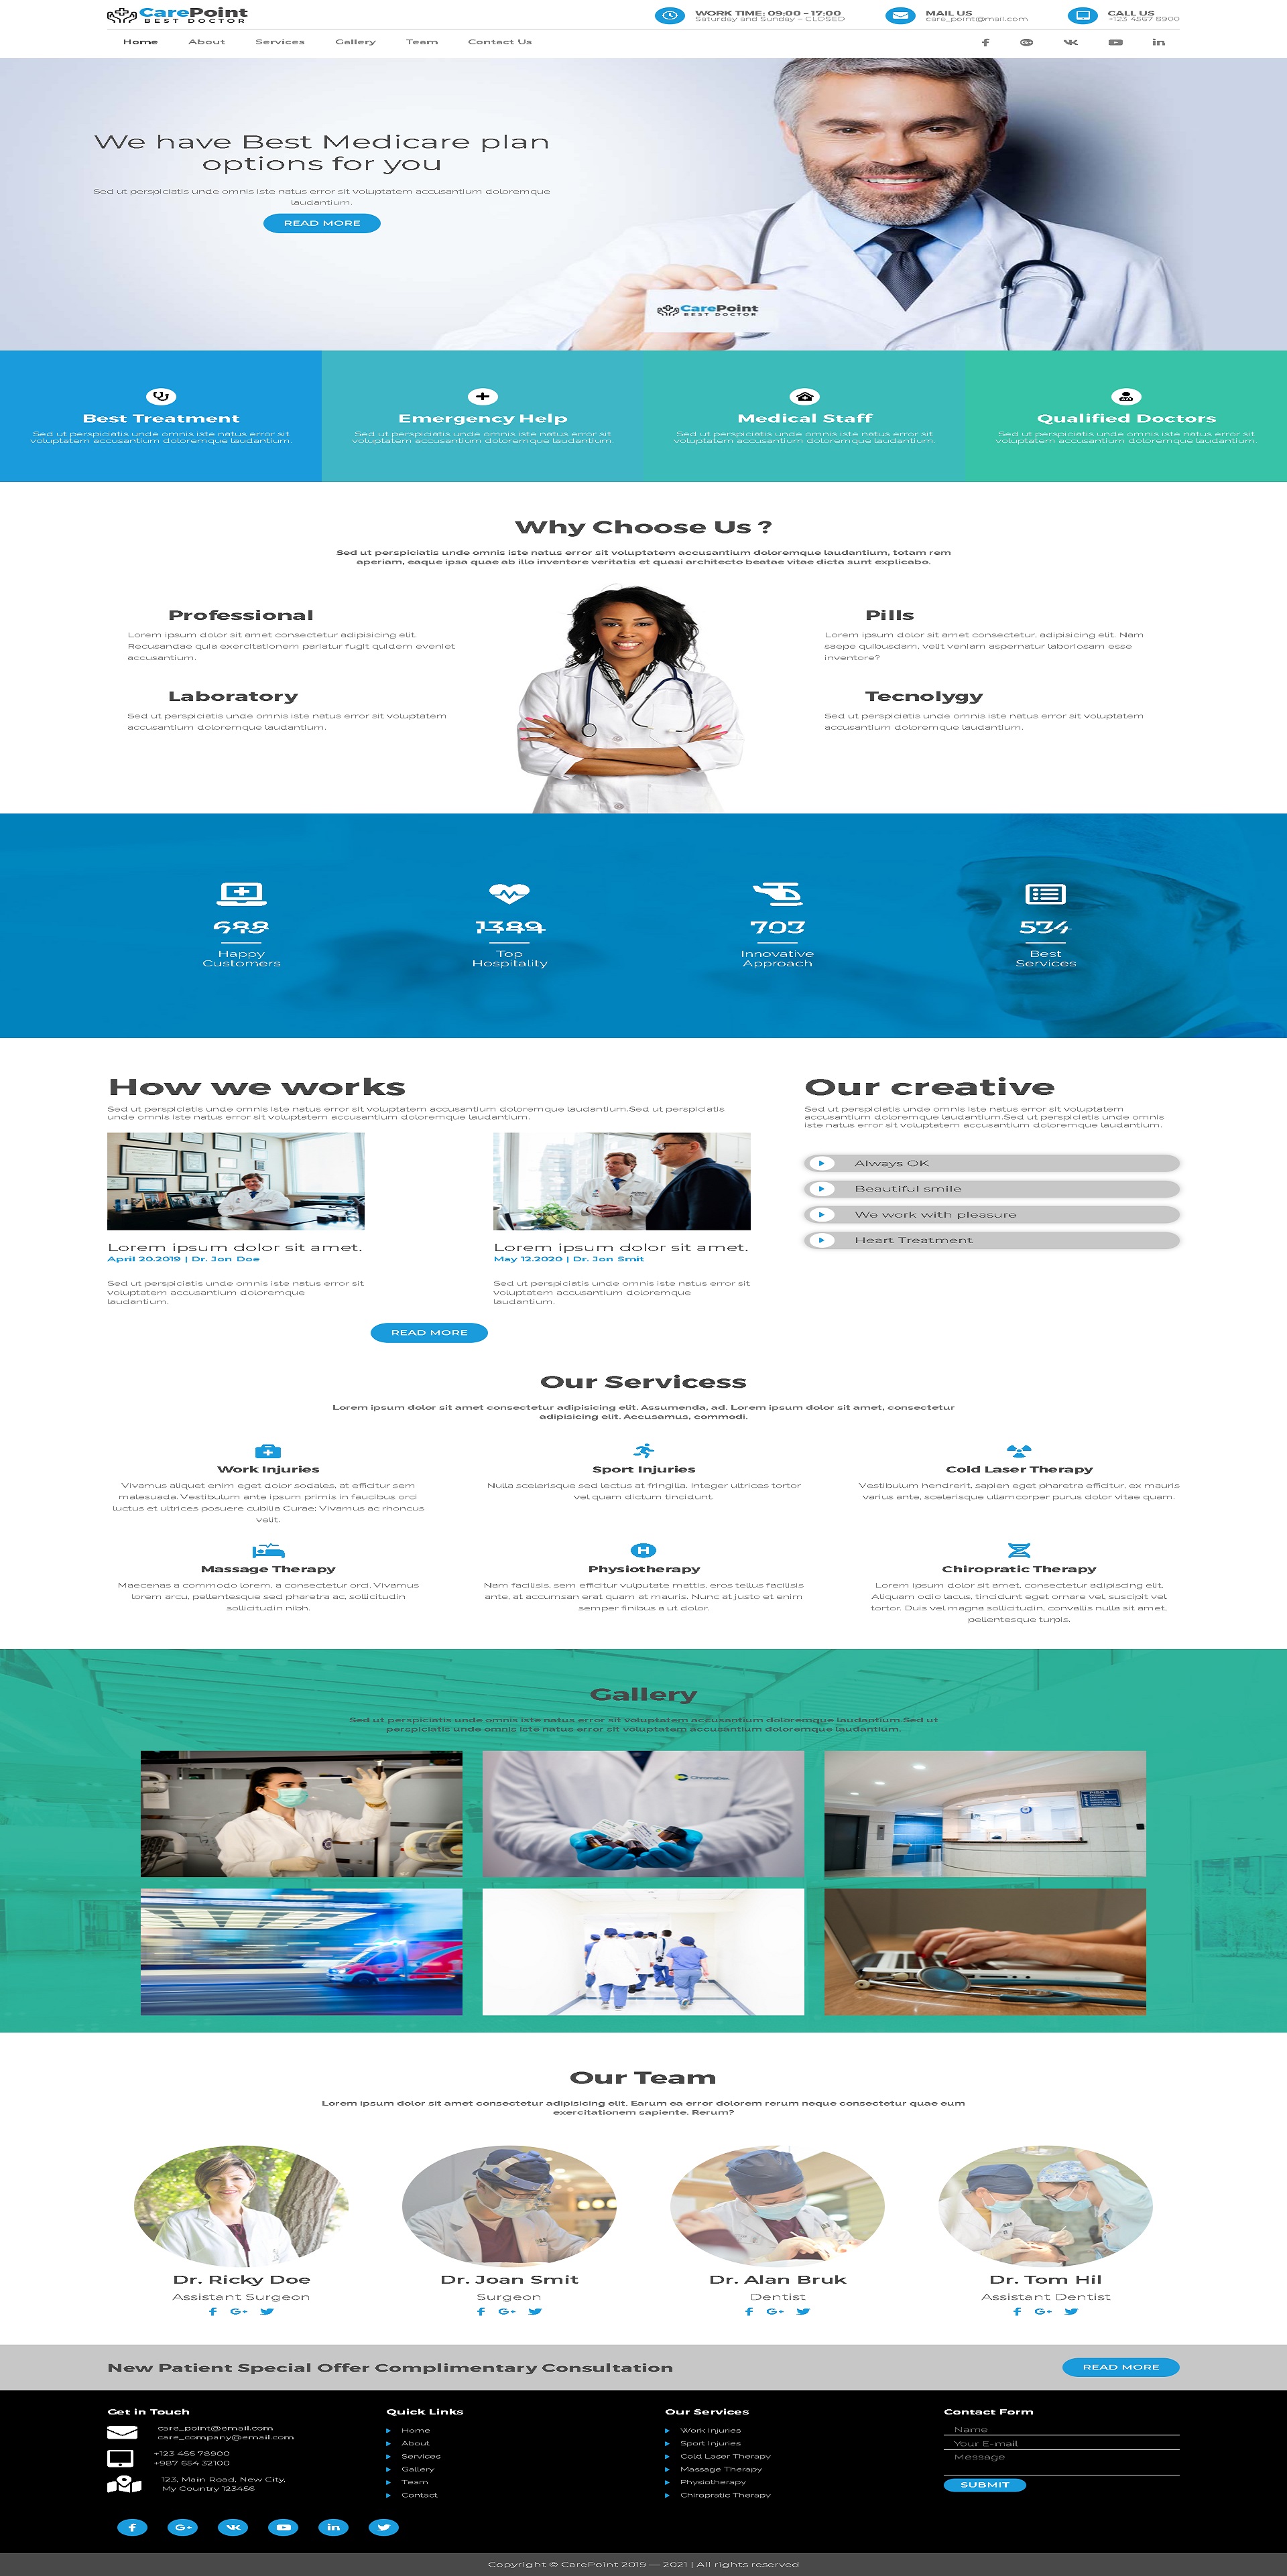 CarePoint
BEST DOCTOR
WORK TIME: 09:00 - 17:00
Saturday and Sunday - CLOSED
MAIL US
care_point@mail.com
CALL US
+123 4567 8900
Home About Services Gallery Team Contact Us
We have Best Medicare plan
options for you
Sed ut perspiciatis unde omnis iste natus error sit voluptatem accusantium doloremque
laudantium.
READ MORE
CarePoint
BEST DOCTOR
Best Treatment
Sed ut perspiciatis unde omnis iste natus error sit
voluptatem accusantium doloremque laudantium.
Emergency Help
Sed ut perspiciatis unde omnis iste natus error sit
voluptatem accusantium doloremque laudantium.
Medical Staff
Sed ut perspiciatis unde omnis iste natus error sit
voluptatem accusantium doloremque laudantium.
Qualified Doctors
Sed ut perspiciatis unde omnis iste natus error sit
voluptatem accusantium doloremque laudantium.
Why Choose Us ?
Sed ut perspiciatis unde omnis iste natus error sit voluptatem accusantium doloremque laudantium, totam rem
aperiam, eaque ipsa quae ab illo inventore veritatis et quasi architecto beatae vitae dicta sunt explicabo.
Professional
Lorem ipsum dolor sit amet consectetur adipisicing elit.
Recusandae quia exercitationem pariatur fugit quidem eveniet
accusantium.
Laboratory
Sed ut perspiciatis unde omnis iste natus error sit voluptatem
accusantium doloremque laudantium.
Pills
Lorem ipsum dolor sit amet consectetur, adipisicing elit. Nam
saepe quibusdam, velit veniam aspernatur laboriosam esse
inventore?
Tecnolygy
Sed ut perspiciatis unde omnis iste natus error sit voluptatem
accusantium doloremque laudantium.
Happy
Customers
1389
Top
Hospitality
703
Innovative
Approach
534
Best
Services
How we works
Sed ut perspiciatis unde omnis iste natus error sit voluptatem accusantium doloremque laudantium.Sed ut perspiciatis
unde omnis iste natus error sit voluptatem accusantium doloremque laudantium.
Lorem ipsum dolor sit amet.
April 20.2019 | Dr. Jon Doe
Sed ut perspiciatis unde omnis iste natus error sit
voluptatem accusantium doloremque
laudantium.
Lorem ipsum dolor sit amet.
May 12.2020 | Dr. Jon Smit
Sed ut perspiciatis unde omnis iste natus error sit
voluptatem accusantium doloremque
laudantium.
READ MORE
Our creative
Sed ut perspiciatis unde omnis iste natus error sit voluptatem
accusantium doloremque laudantium.Sed ut perspiciatis unde omnis
iste natus error sit voluptatem accusantium doloremque laudantium.
Always OK
Beautiful smile
We work with pleasure
Heart Treatment
Our Servicess
Lorem ipsum dolor sit amet consectetur adipisicing elit. Assumenda, ad. Lorem ipsum dolor sit amet, consectetur
adipisicing elit. Accusamus, commodi.
Work Injuries
Vivamus aliquet enim eget dolor sodales, at efficitur sem
malesuada. Vestibulum ante ipsum primis in faucibus orci
luctus et ultrices posuere cubilia Curae; Vivamus ac rhoncus
velit.
Sport Injuries
Nulla scelerisque sed lectus at fringilla. Integer ultrices tortor
vel quam dictum tincidunt.
Cold Laser Therapy
Vestibulum hendrerit, sapien eget pharetra efficitur, ex mauris
varius ante, scelerisque ullamcorper purus dolor vitae quam.
Massage Therapy
Maecenas a commodo lorem, a consectetur orci. Vivamus
lorem arcu, pellentesque sed pharetra ac, sollicitudin
sollicitudin nibh.
Physiotherapy
Nam facilisis, sem efficitur vulputate mattis, eros tellus facilisis
ante, at accumsan erat quam at mauris. Nunc at justo et enim
semper finibus a ut dolor.
Chiropratic Therapy
Lorem ipsum dolor sit amet, consectetur adipiscing elit.
Aliquam odio lacus, tincidunt eget ornare vel, suscipit vel
tortor. Duis vel magna sollicitudin, convallis nulla sit amet,
pellentesque turpis.
Gallery
Sed ut perspiciatis unde omnis iste natus error sit voluptatem accusantium doloremque laudantium.Sed ut
perspiciatis unde omnis iste natus error sit voluptatem accusantium doloremque laudantium.
Our Team
Lorem ipsum dolor sit amet consectetur adipisicing elit. Earum ea error dolorem rerum neque consectetur quae eum
exercitationem sapiente. Rerum?
Dr. Ricky Doe
Assistant Surgeon
Dr. Joan Smit
Surgeon
Dr. Alan Bruk
Dentist
Dr. Tom Hil
Assistant Dentist
New Patient Special Offer Complimentary Consultation
READ MORE
Get in Touch
care_point@email.com
care_company@email.com
+123 456 78900
+987 654 32100
123, Main Road, New City,
My Country 123456
Quick Links
Home
About
Services
Gallery
Team
Contact
Our Services
Work Injuries
Sport Injuries
Cold Laser Therapy
Massage Therapy
Physiotherapy
Chiropratic Therapy
Contact Form
Name
Your E-mail
Message
SUBMIT
Copyright © CarePoint 2019 — 2021 | All rights reserved